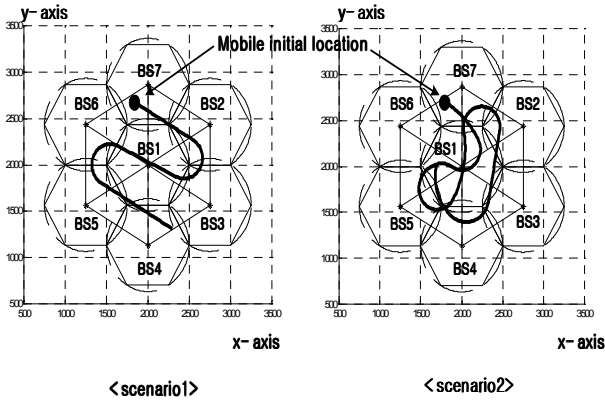 y-axis
y-axis
Mobile initial location
3500
3000
2500
2000
1500
1000
500
500
1000
1500
2000
2500
3000
3500
BS7
BS6
BS2
BS1
BS5
BS3
BS4
x-axis
<scenario1>
3500
3000
2500
2000
1500
1000
500
500
1000
1500
2000
2500
3000
3500
BS7
BS6
BS2
BS1
BS5
BS3
BS4
x-axis
<scenario2>